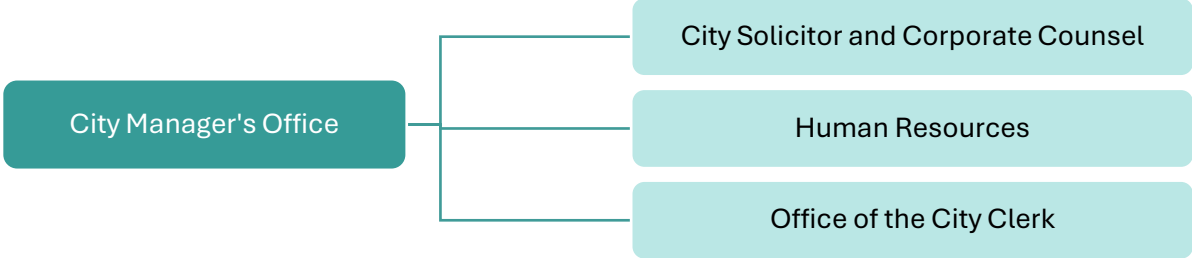 City Manager's Office
City Solicitor and Corporate Counsel
Human Resources
Office of the City Clerk